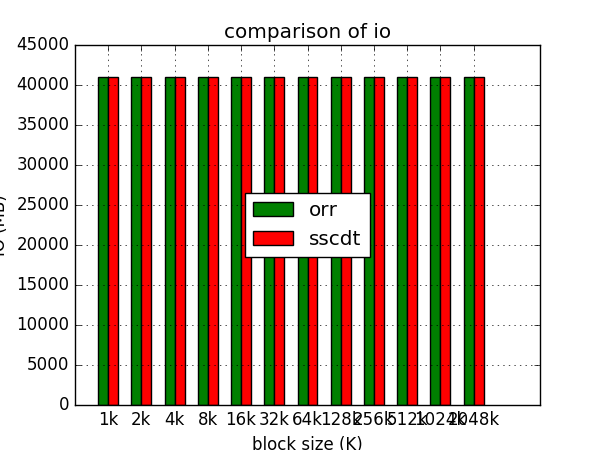 comparison of io
45000
40000
35000
30000
25000
20000
15000
10000
5000
0
IO (MB)
orr
sscdt
1k 2k 4k 8k 16k 32k 64k 128k 256k 512k 1024k 2048k
block size (K)